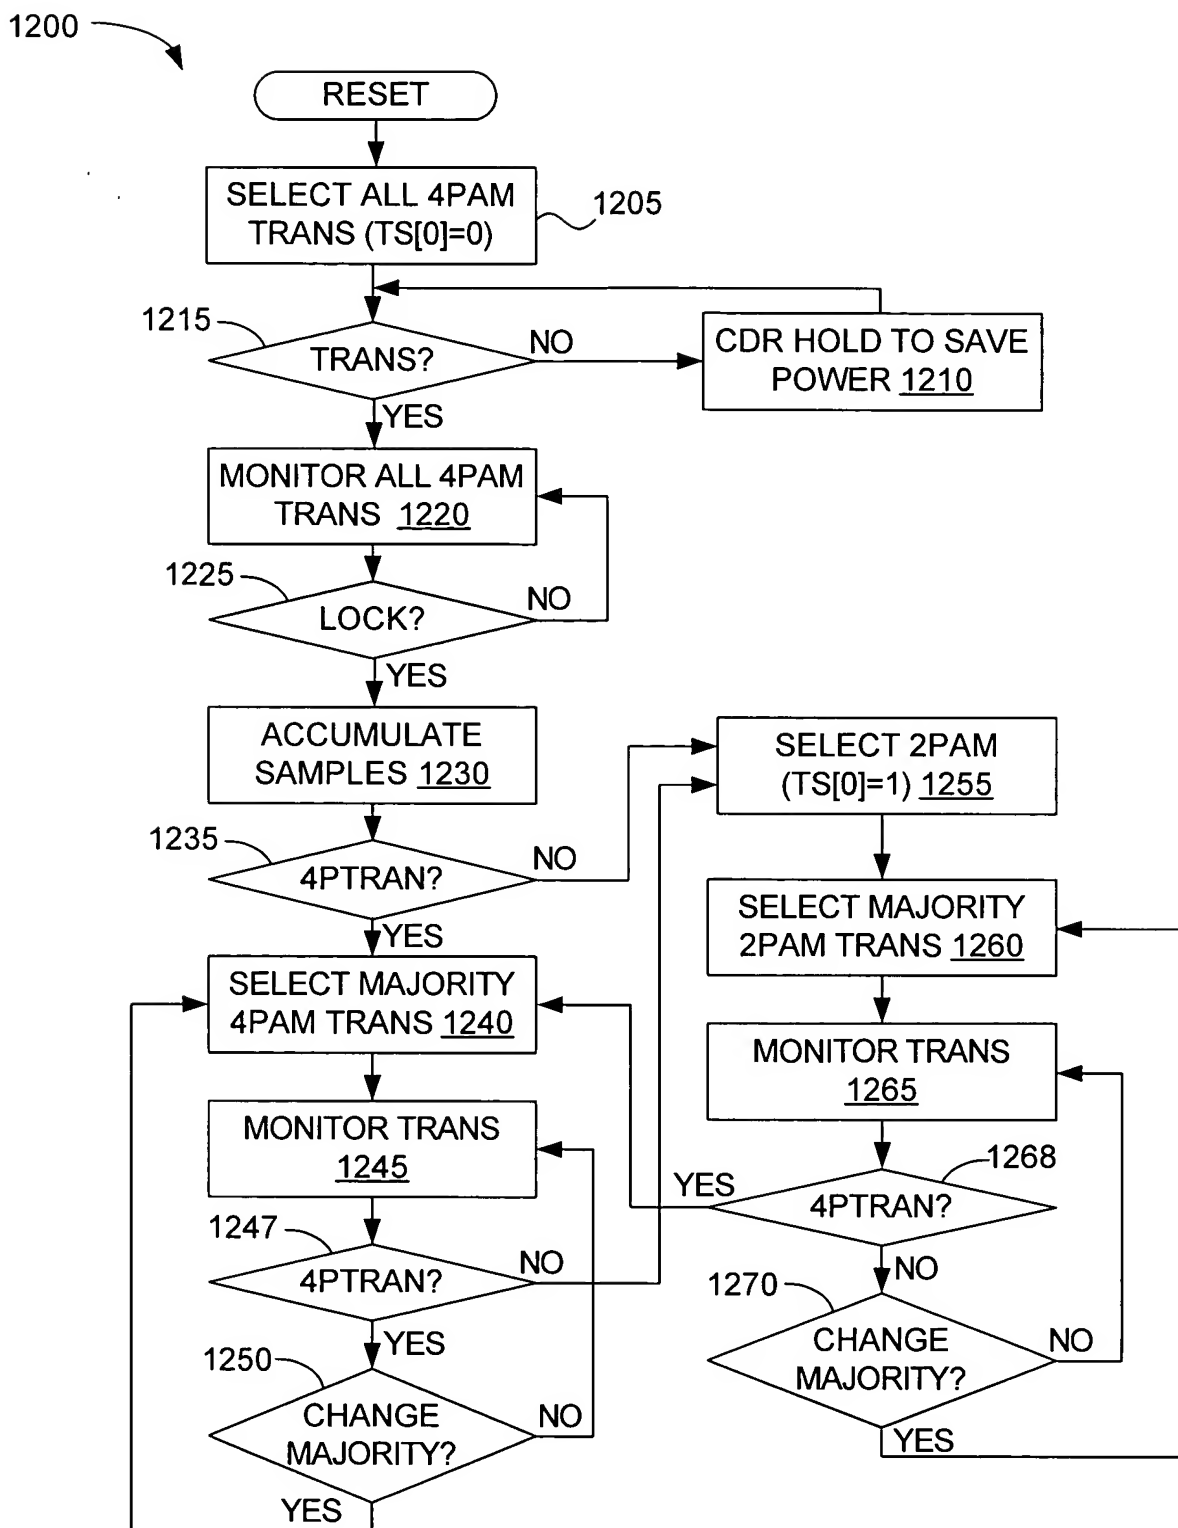 1200
RESET
SELECT ALL 4PAM
TRANS (TS[0]=0)
1205
1215
TRANS?
NO
CDR HOLD TO SAVE
POWER 1210
YES
MONITOR ALL 4PAM
TRANS 1220
1225
LOCK?
NO
YES
ACCUMULATE
SAMPLES 1230
1235
4PTRAN?
NO
YES
SELECT 2PAM
(TS[0]=1) 1255
SELECT MAJORITY
2PAM TRANS 1260
SELECT MAJORITY
4PAM TRANS 1240
MONITOR TRANS
1265
MONITOR TRANS
1245
1268
YES
4PTRAN?
NO
1247
4PTRAN?
NO
YES
1270
CHANGE
MAJORITY?
NO
YES
1250
CHANGE
MAJORITY?
NO
YES